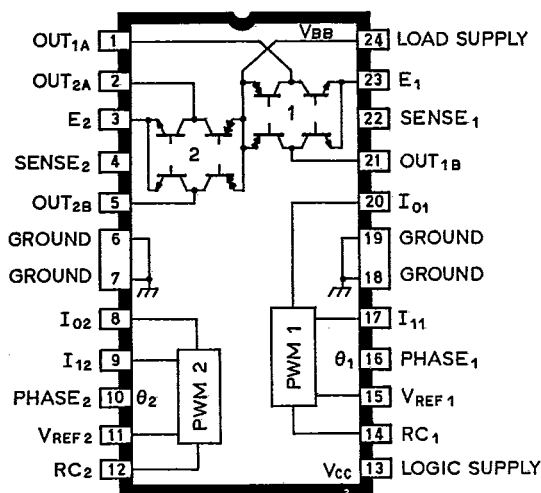 OUT1A 1 VBB 24 LOAD SUPPLY
OUT2A 2 23 E1
E2 3 1 22 SENSE1
SENSE2 4 2 21 OUT1B
OUT2B 5 20 I01
GROUND 6 19 GROUND
GROUND 7 18 GROUND
I02 8 17 I11
I12 9 PWM 2 PWM 1 θ1 16 PHASE1
PHASE2 10 θ2 15 VREF1
VREF2 11 14 RC1
RC2 12 VCC 13 LOGIC SUPPLY